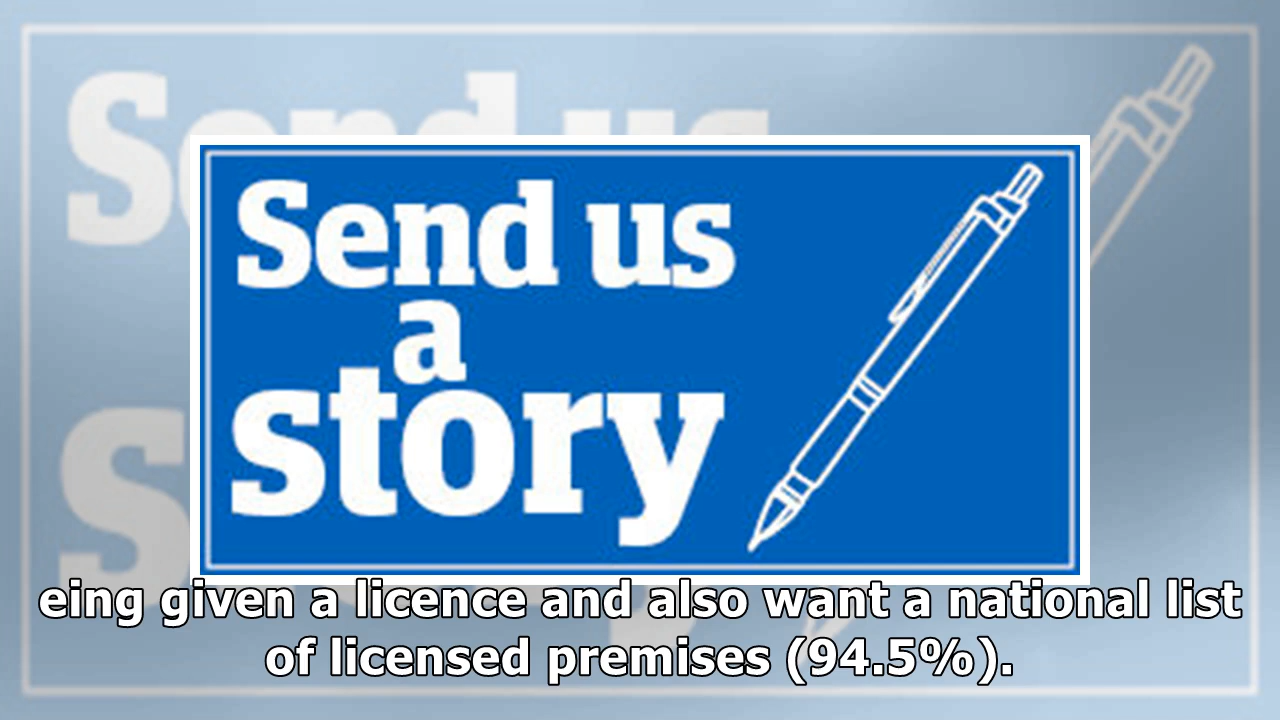 Send us
a
story
eing given a licence and also want a national list
of licensed premises (94.5%).